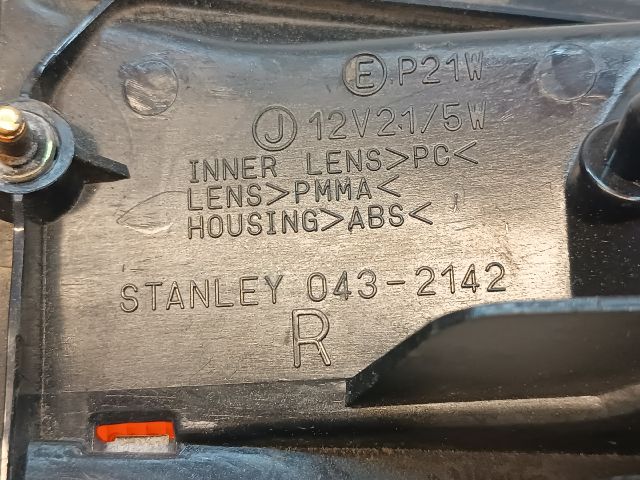 E P21W
J 12V21/5W
INNER LENS>PC<
LENS>PMMA<
HOUSING>ABS<
STANLEY 043-2142
R